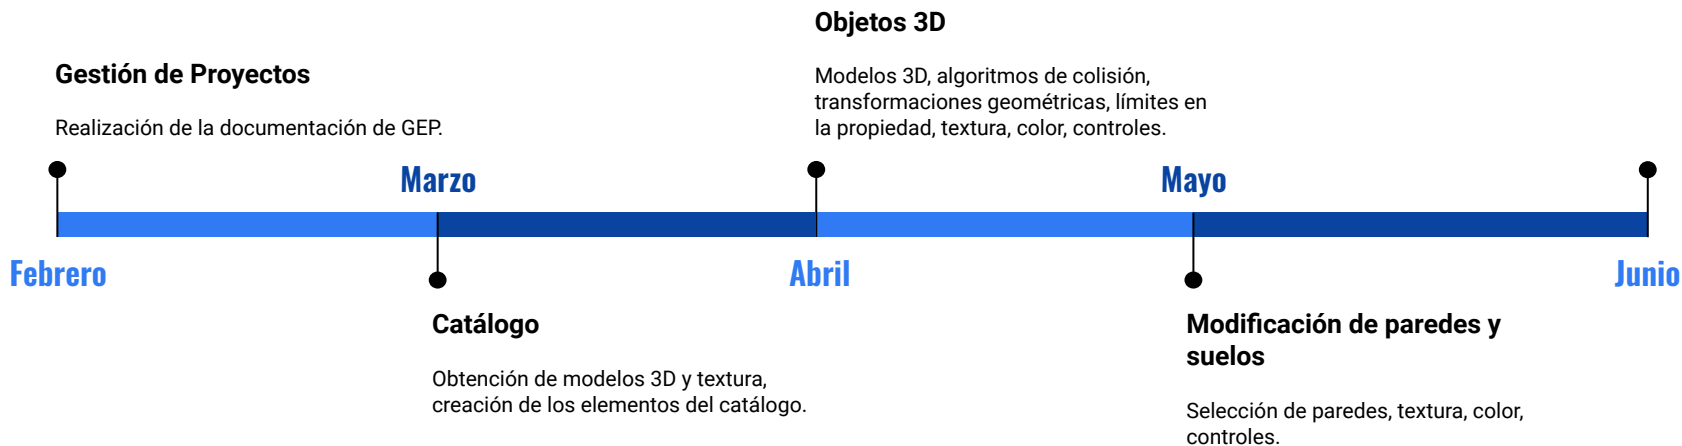 Objetos 3D
Gestión de Proyectos
Modelos 3D, algoritmos de colisión,
transformaciones geométricas, límites en
la propiedad, textura, color, controles.
Realización de la documentación de GEP.
Marzo
Mayo
Febrero
Abril
Junio
Catálogo
Obtención de modelos 3D y textura,
creación de los elementos del catálogo.
Modificación de paredes y
suelos
Selección de paredes, textura, color,
controles.